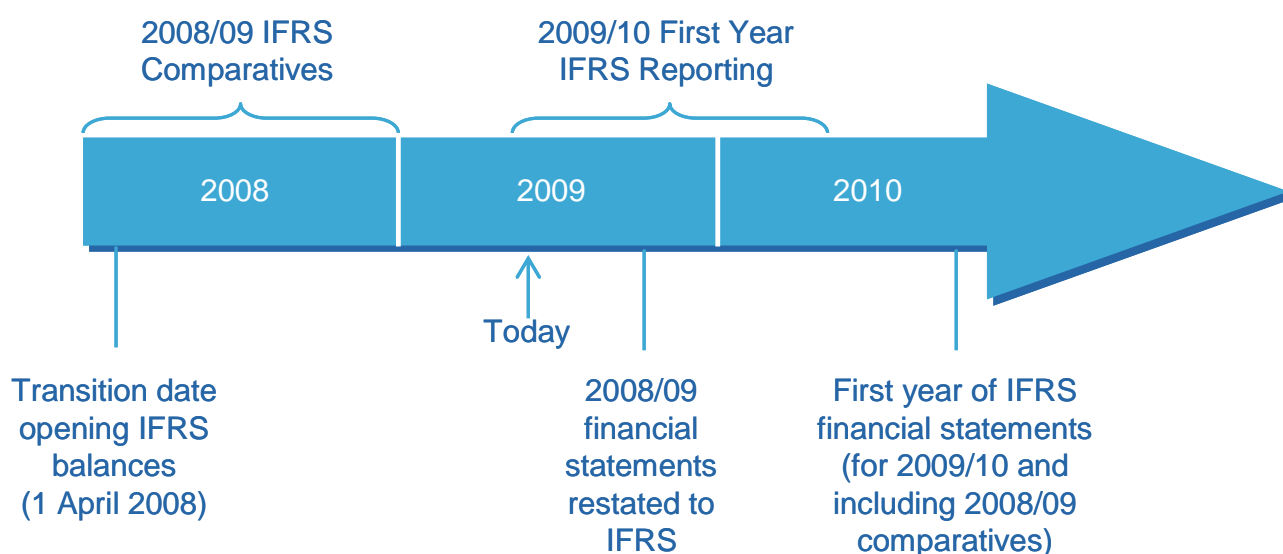 2008/09 IFRS
Comparatives
2009/10 First Year
IFRS Reporting
2008
2009
2010
Today
Transition date
opening IFRS
balances
(1 April 2008)
2008/09
financial
statements
restated to
IFRS
First year of IFRS
financial statements
(for 2009/10 and
including 2008/09
comparatives)